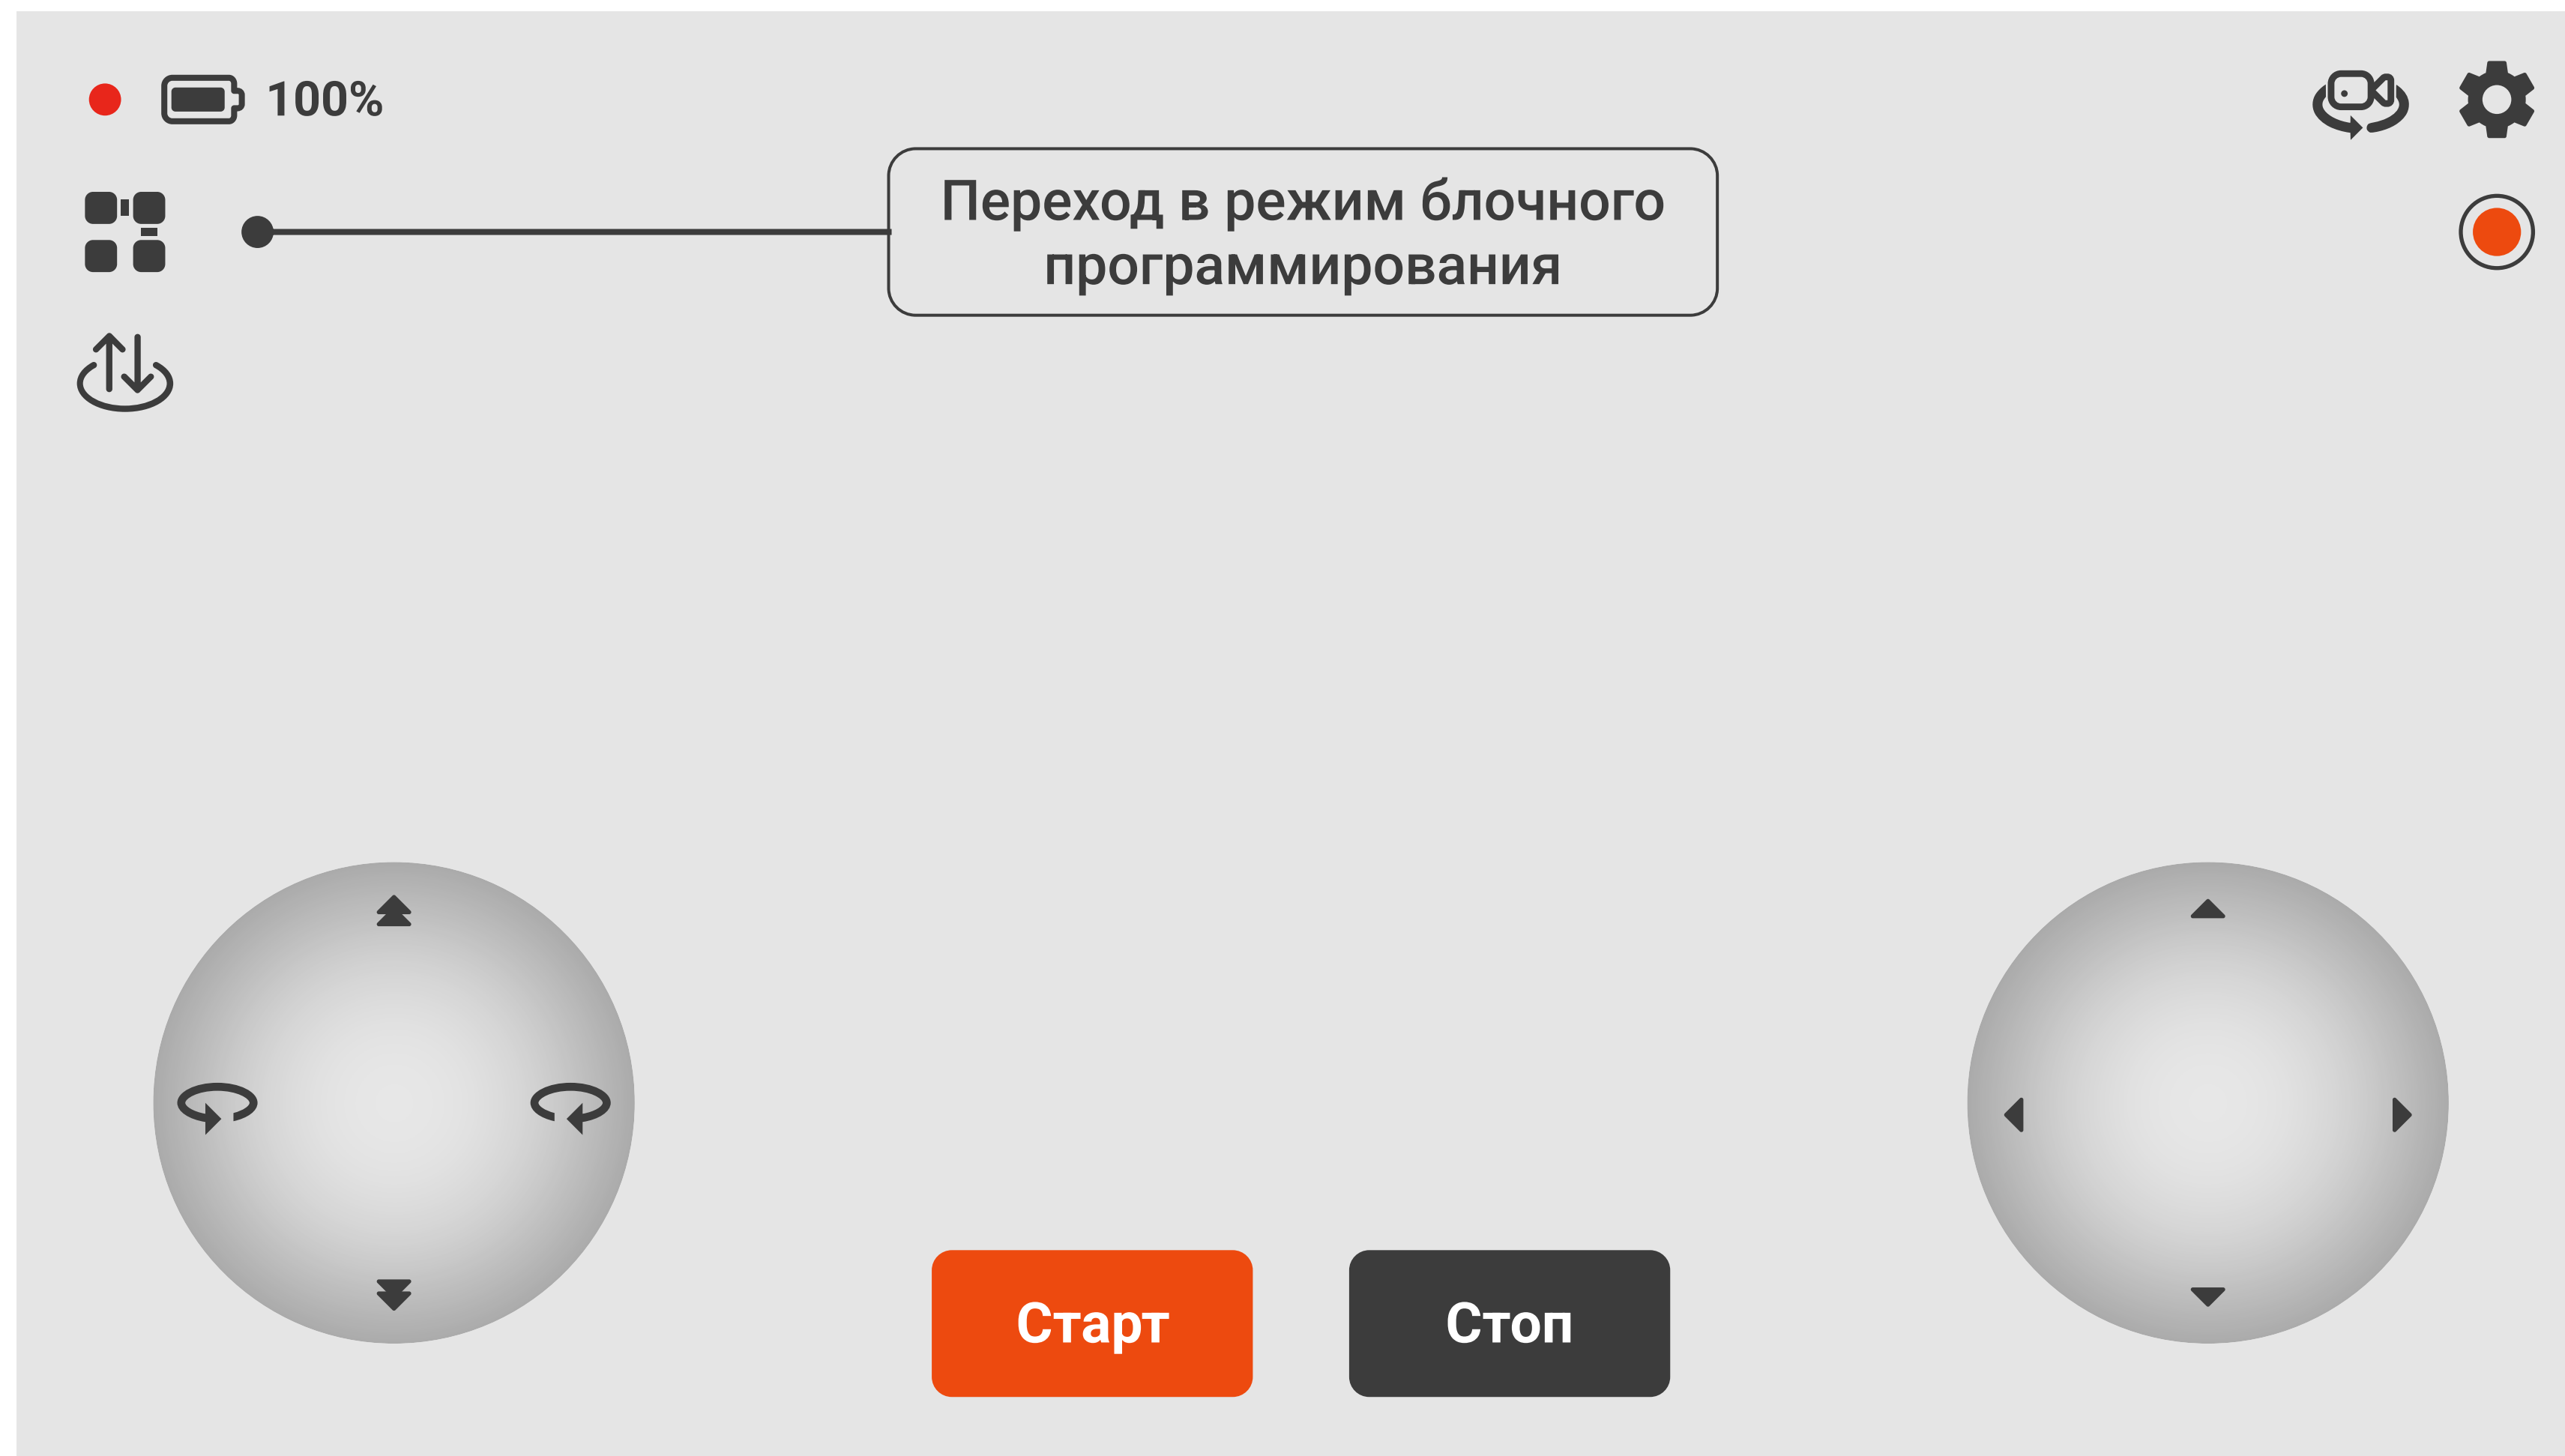 100%
Переход в режим блочного
программирования
Старт
Стоп